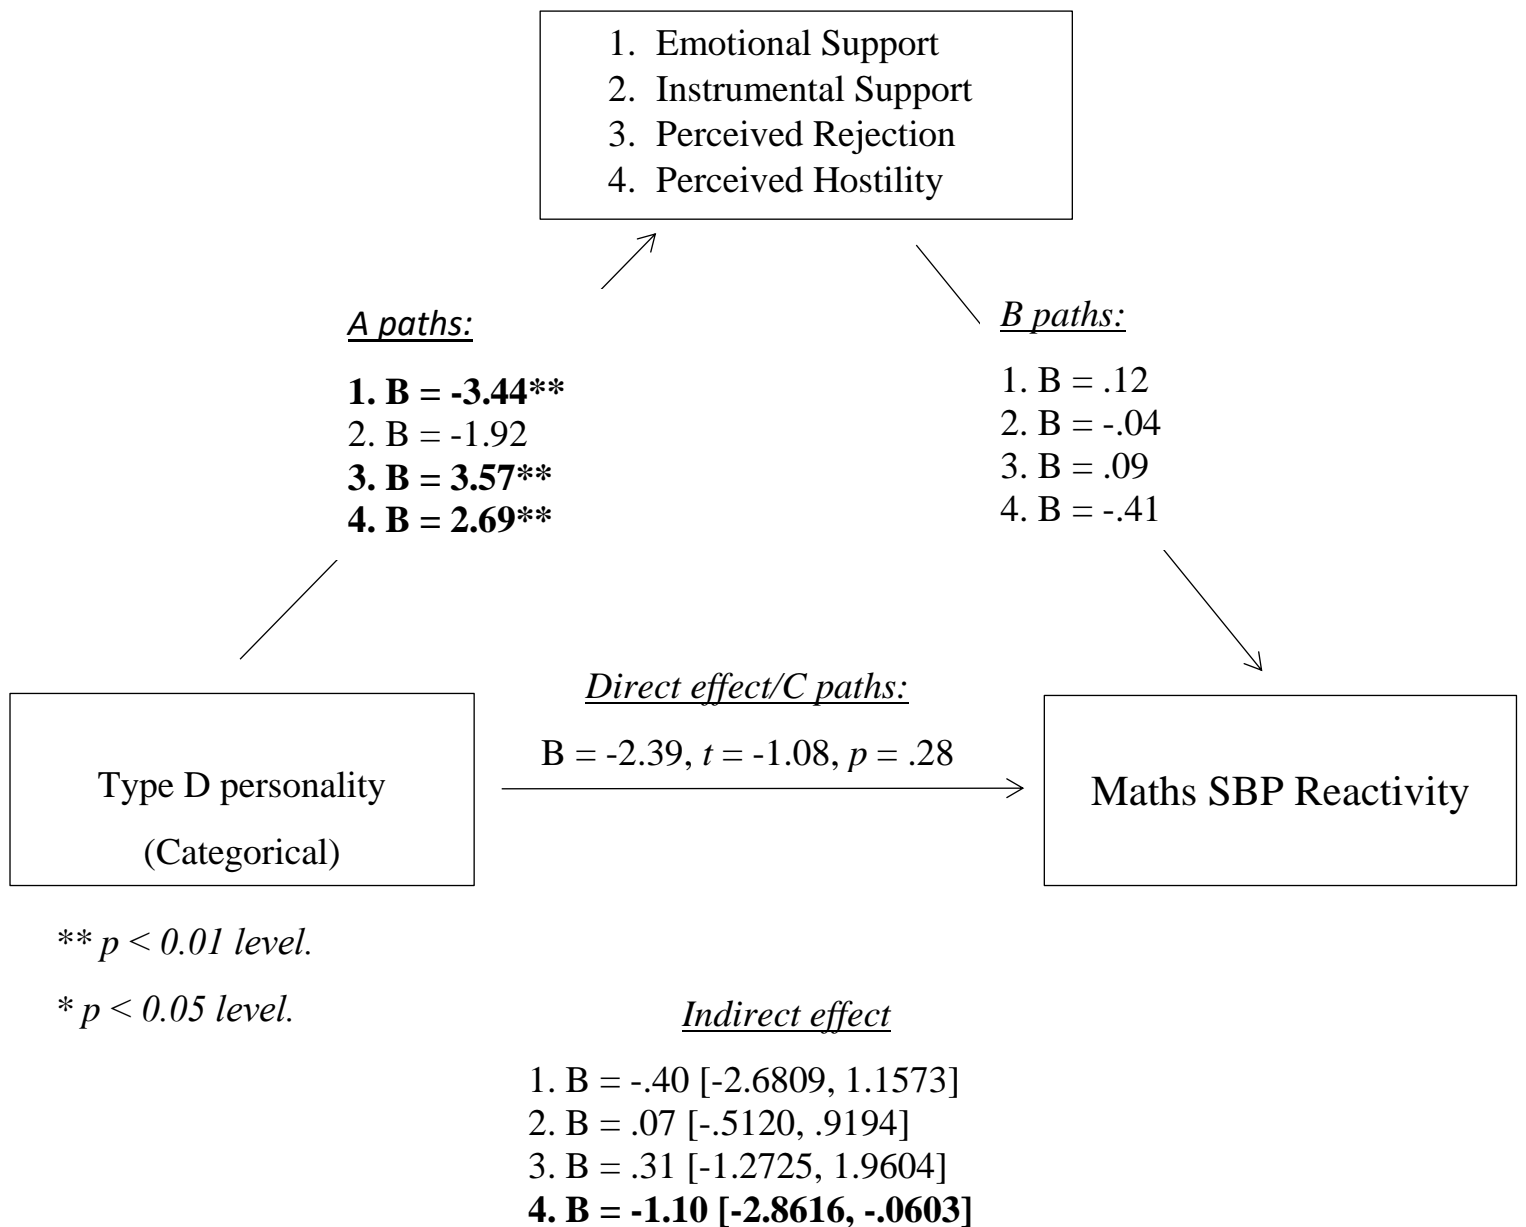 1. Emotional Support
2. Instrumental Support
3. Perceived Rejection
4. Perceived Hostility
A paths:
1. B = -3.44**
2. B = -1.92
3. B = 3.57**
4. B = 2.69**
B paths:
1. B = .12
2. B = -.04
3. B = .09
4. B = -.41
Direct effect/C paths:
B = -2.39, t = -1.08, p = .28
Type D personality
(Categorical)
Maths SBP Reactivity
** p < 0.01 level.
* p < 0.05 level.
Indirect effect
1. B = -.40 [-2.6809, 1.1573]
2. B = .07 [-.5120, .9194]
3. B = .31 [-1.2725, 1.9604]
4. B = -1.10 [-2.8616, -.0603]